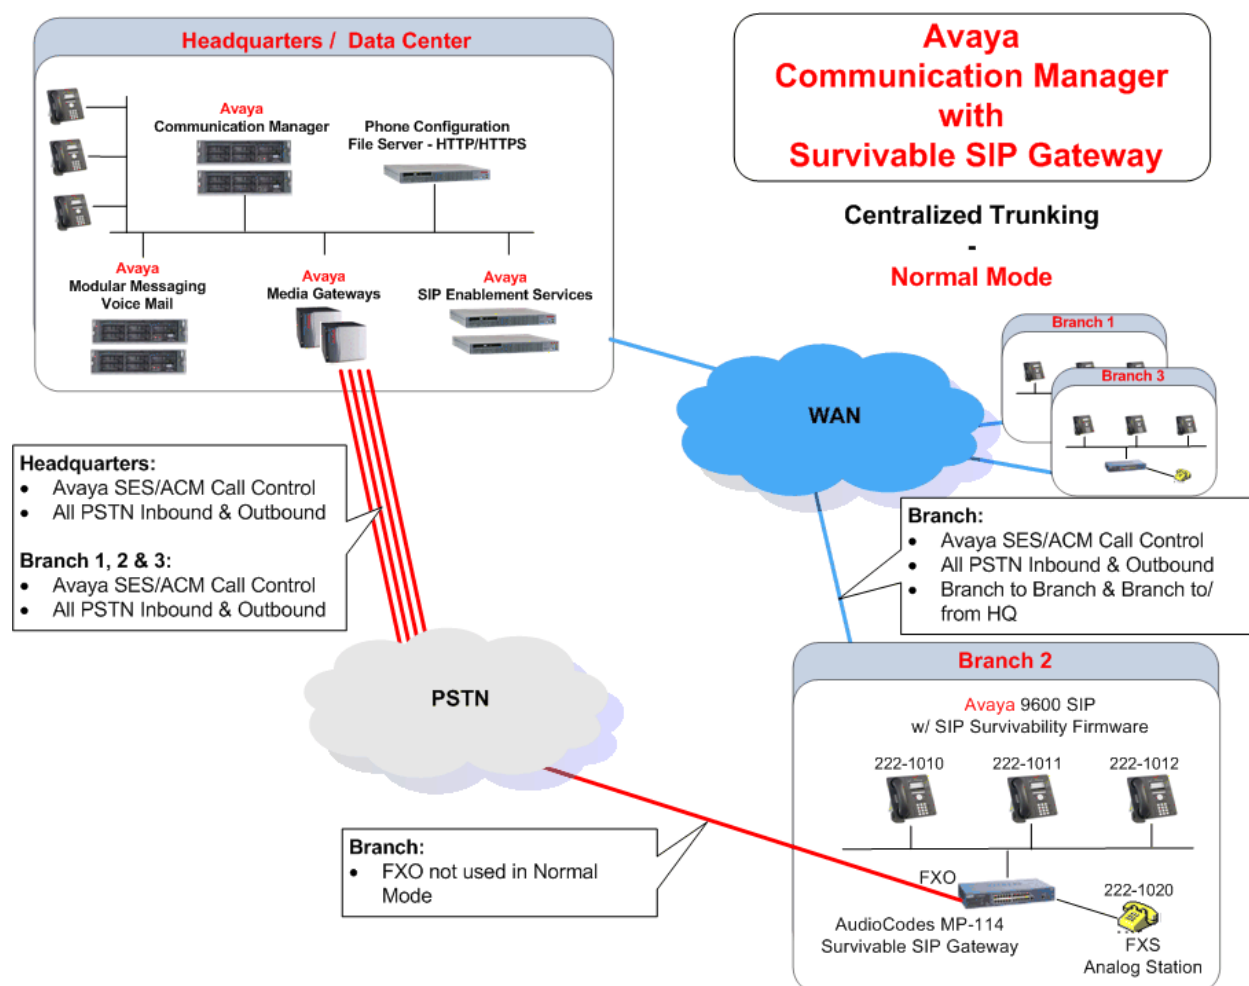 Headquarters / Data Center
Avaya
Communication Manager
Phone Configuration
File Server - HTTP/HTTPS
Avaya
Modular Messaging
Voice Mail
Avaya
Media Gateways
Avaya
SIP Enablement Services
Avaya
Communication Manager
with
Survivable SIP Gateway
Centralized Trunking
-
Normal Mode
Branch 1
Branch 3
WAN
Headquarters:
• Avaya SES/ACM Call Control
• All PSTN Inbound & Outbound
Branch 1, 2 & 3:
• Avaya SES/ACM Call Control
• All PSTN Inbound & Outbound
Branch:
• Avaya SES/ACM Call Control
• All PSTN Inbound & Outbound
• Branch to Branch & Branch to/
from HQ
PSTN
Branch:
• FXO not used in Normal
Mode
Branch 2
Avaya 9600 SIP
w/ SIP Survivability Firmware
222-1010
222-1011
222-1012
FXO
222-1020
AudioCodes MP-114
Survivable SIP Gateway
FXS
Analog Station